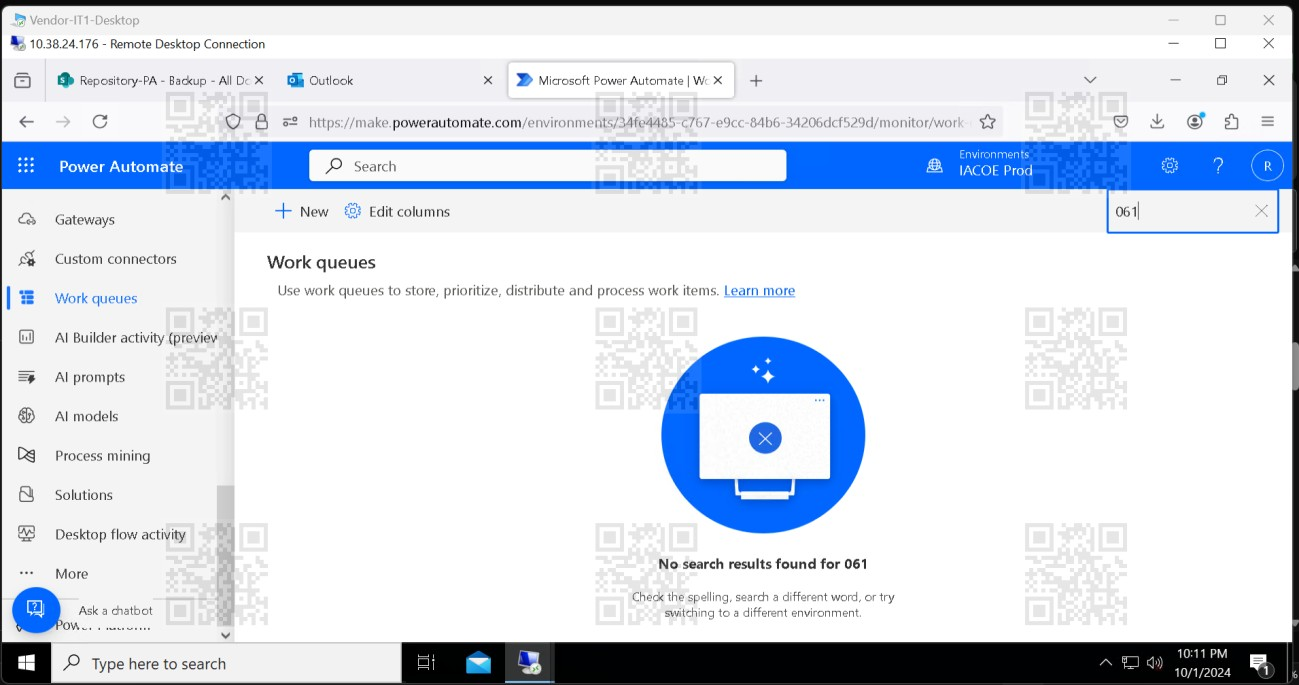 Vendor-IT1-Desktop
10.38.24.176 - Remote Desktop Connection
Repository-PA - Backup - All Dc
Outlook
Microsoft Power Automate | Wo
https://make.powerautomate.com/environments/34fe4485-c767-e9cc-84b6-34206dcf529d/monitor/work-
Power Automate
Search
Environments
IACOE Prod
R
Gateways
Custom connectors
Work queues
AI Builder activity (preview
AI prompts
AI models
Process mining
Solutions
Desktop flow activity
More
Ask a chatbot
Power Platform
New
Edit columns
061
Work queues
Use work queues to store, prioritize, distribute and process work items. Learn more
No search results found for 061
Check the spelling, search a different word, or try
switching to a different environment.
Type here to search
10:11 PM
10/1/2024
1